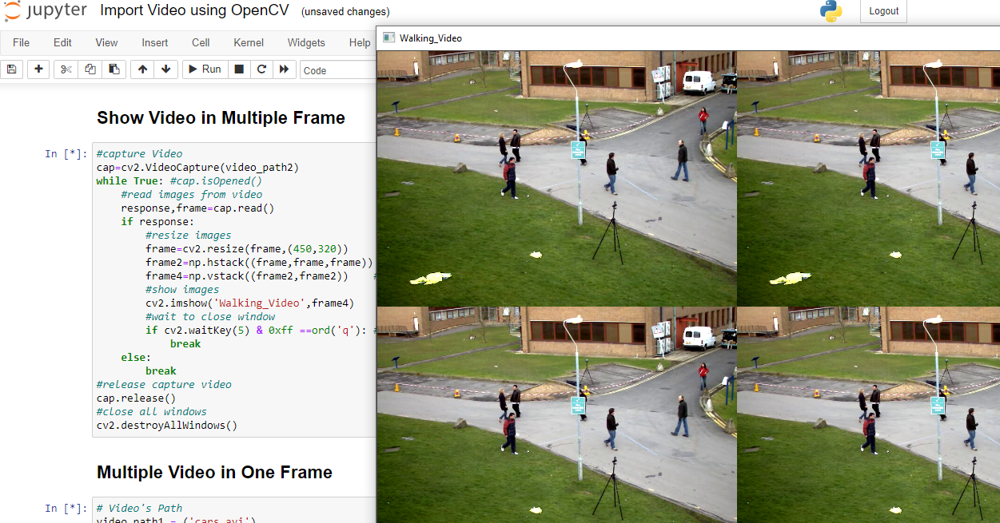 jupyter Import Video using OpenCV (unsaved changes)
Logout
File Edit View Insert Cell Kernel Widgets Help
Run
Code
Walking_Video
Show Video in Multiple Frame
In [*]:
#capture Video
cap=cv2.VideoCapture(video_path2)
while True: #cap.isOpened()
    #read images from video
    response,frame=cap.read()
    if response:
        #resize images
        frame=cv2.resize(frame,(450,320))
        frame2=np.hstack((frame,frame,frame))
        frame4=np.vstack((frame2,frame2)) #
        #show images
        cv2.imshow('Walking_Video',frame4)
        #wait to close window
        if cv2.waitKey(5) & 0xff ==ord('q'): #
            break
    else:
        break
#release capture video
cap.release()
#close all windows
cv2.destroyAllWindows()
Multiple Video in One Frame
In [*]:
# Video's Path
video_path1 = ('cars.avi')